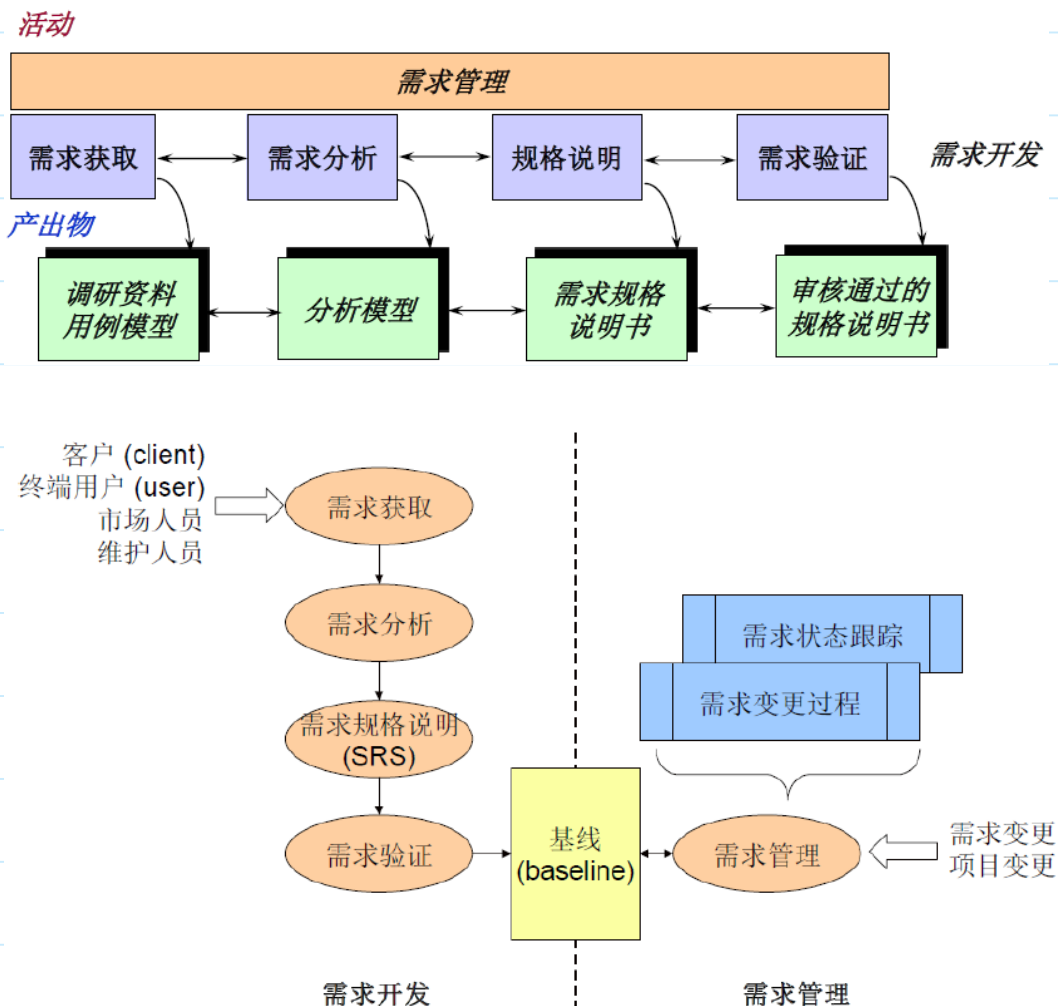 活动
需求管理
需求获取
需求分析
规格说明
需求验证
需求开发
产出物
调研资料
用例模型
分析模型
需求规格
说明书
审核通过的
规格说明书
客户 (client)
终端用户 (user)
市场人员
维护人员
需求获取
需求分析
需求规格说明
(SRS)
需求验证
基线
(baseline)
需求状态跟踪
需求变更过程
需求管理
需求变更
项目变更
需求开发
需求管理